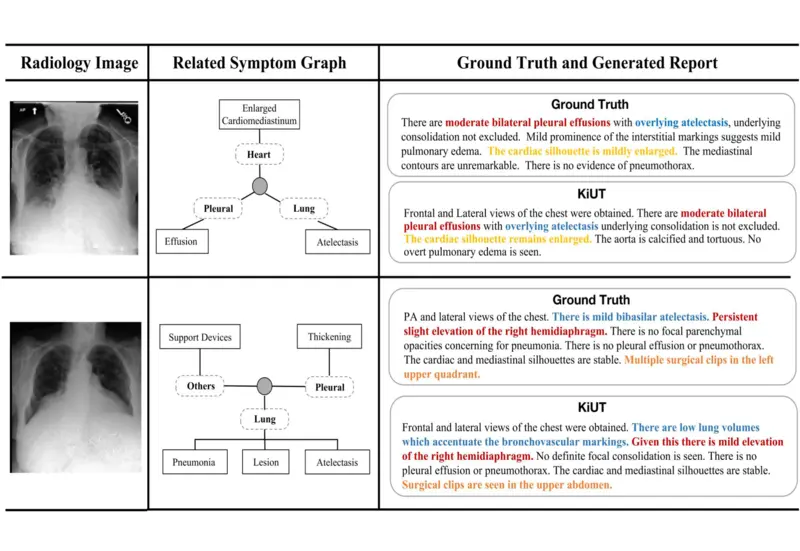 Radiology Image
Related Symptom Graph
Ground Truth and Generated Report
AP
Enlarged
Cardiomediastinum
Heart
Pleural
Lung
Effusion
Atelectasis
Ground Truth
There are moderate bilateral pleural effusions with overlying atelectasis, underlying
consolidation not excluded. Mild prominence of the interstitial markings suggests mild
pulmonary edema. The cardiac silhouette is mildly enlarged. The mediastinal
contours are unremarkable. There is no evidence of pneumothorax.
KiUT
Frontal and Lateral views of the chest were obtained. There are moderate bilateral
pleural effusions with overlying atelectasis underlying consolidation is not excluded.
The cardiac silhouette remains enlarged. The aorta is calcified and tortuous. No
overt pulmonary edema is seen.
Support Devices
Thickening
Others
Pleural
Lung
Pneumonia
Lesion
Atelectasis
Ground Truth
PA and lateral views of the chest. There is mild bibasilar atelectasis. Persistent
slight elevation of the right hemidiaphragm. There is no focal parenchymal
opacities concerning for pneumonia. There is no pleural effusion or pneumothorax.
The cardiac and mediastinal silhouettes are stable. Multiple surgical clips in the left
upper quadrant.
KiUT
Frontal and lateral views of the chest were obtained. There are low lung volumes
which accentuate the bronchovascular markings. Given this there is mild elevation
of the right hemidiaphragm. No definite focal consolidation is seen. There is no
pleural effusion or pneumothorax. The cardiac and mediastinal silhouettes are stable.
Surgical clips are seen in the upper abdomen.